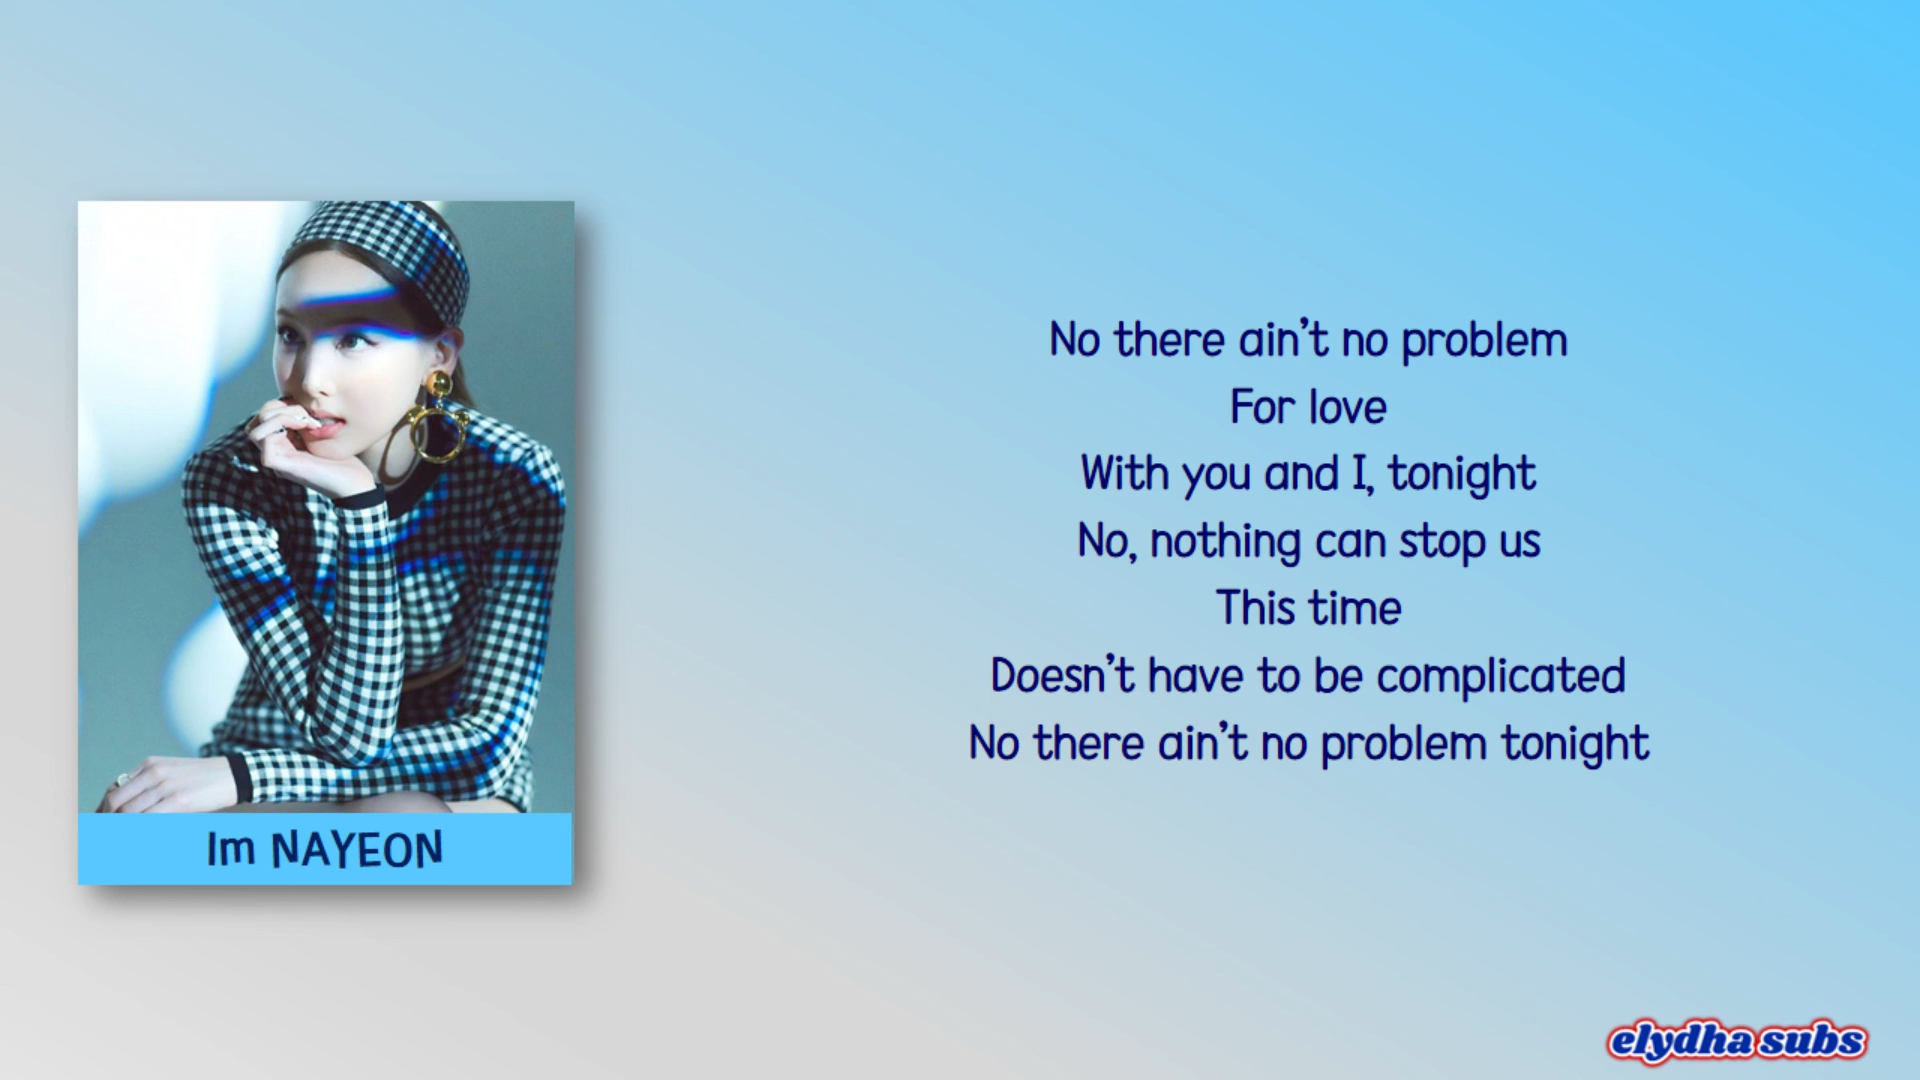 No there ain't no problem
For love
With you and I, tonight
No, nothing can stop us
This time
Doesn't have to be complicated
No there ain't no problem tonight
Im NAYEON
elydha subs